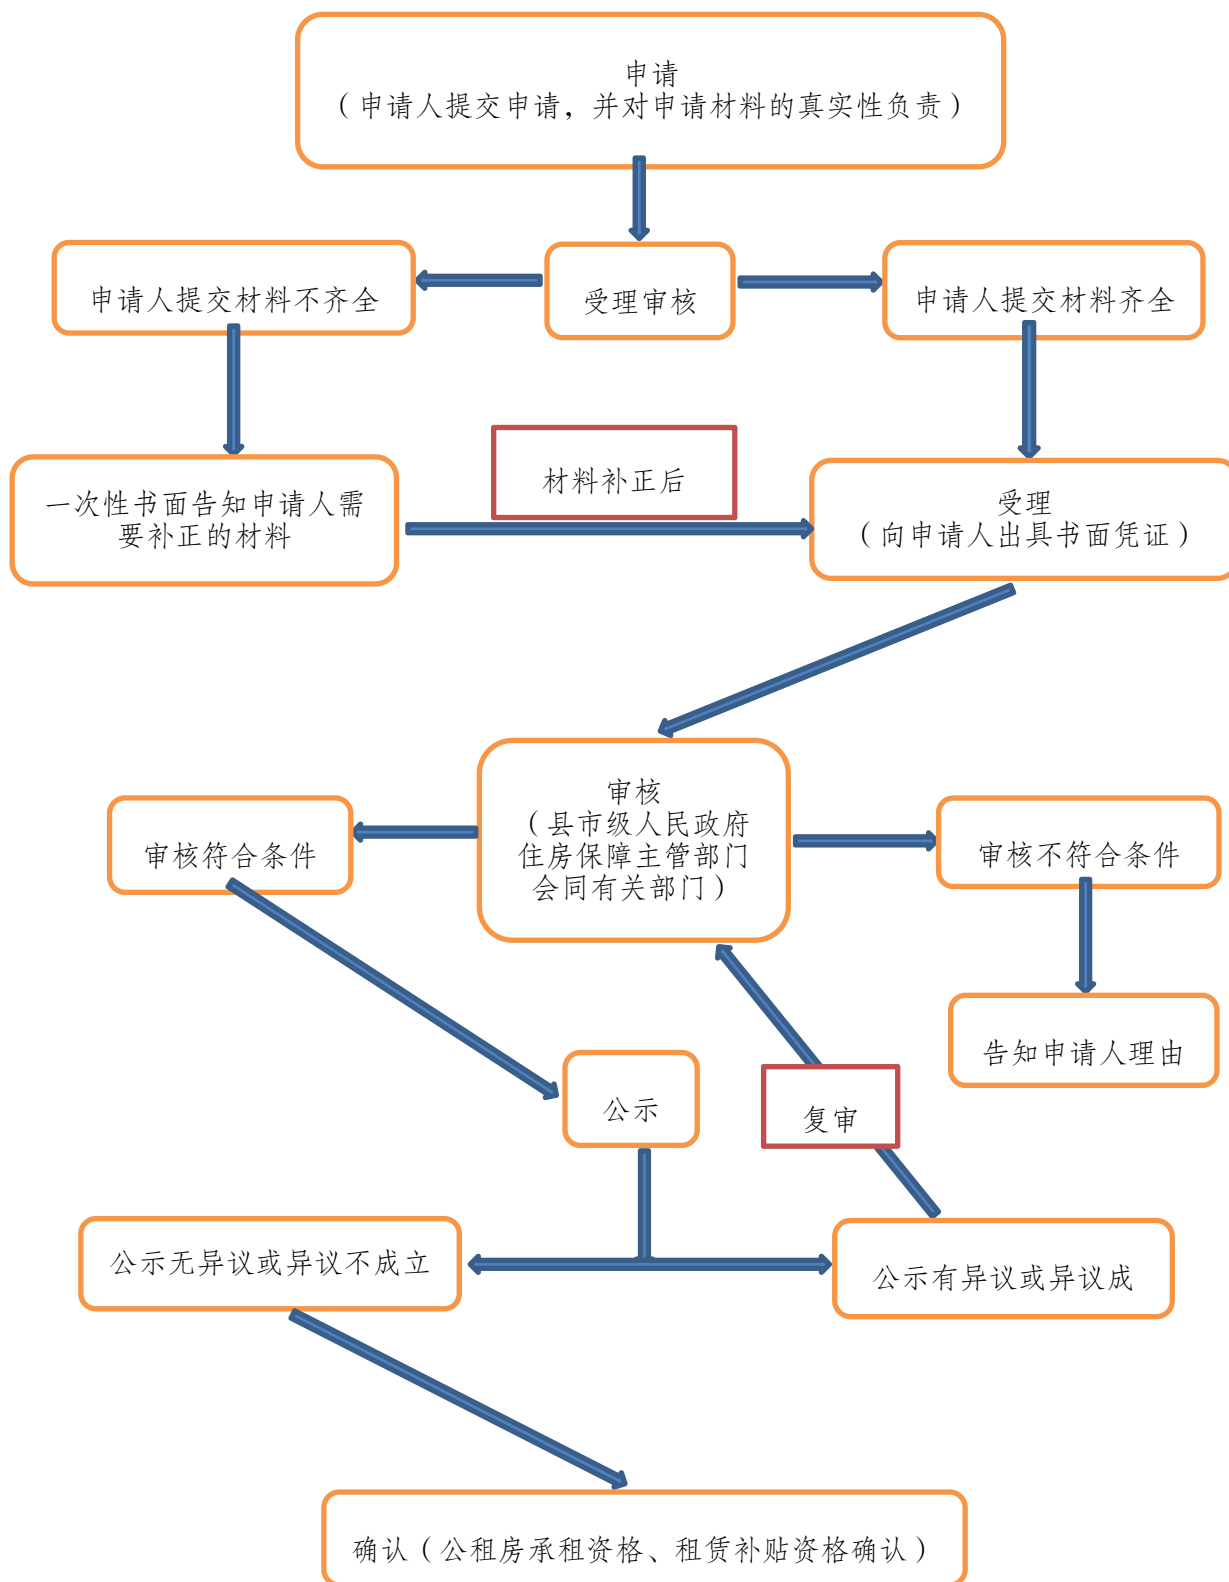 申请
（申请人提交申请，并对申请材料的真实性负责）
申请人提交材料不齐全
受理审核
申请人提交材料齐全
一次性书面告知申请人需
要补正的材料
材料补正后
受理
（向申请人出具书面凭证）
审核
（县市级人民政府
住房保障主管部门
会同有关部门）
审核符合条件
审核不符合条件
告知申请人理由
公示
复审
公示无异议或异议不成立
公示有异议或异议成
确认（公租房承租资格、租赁补贴资格确认）